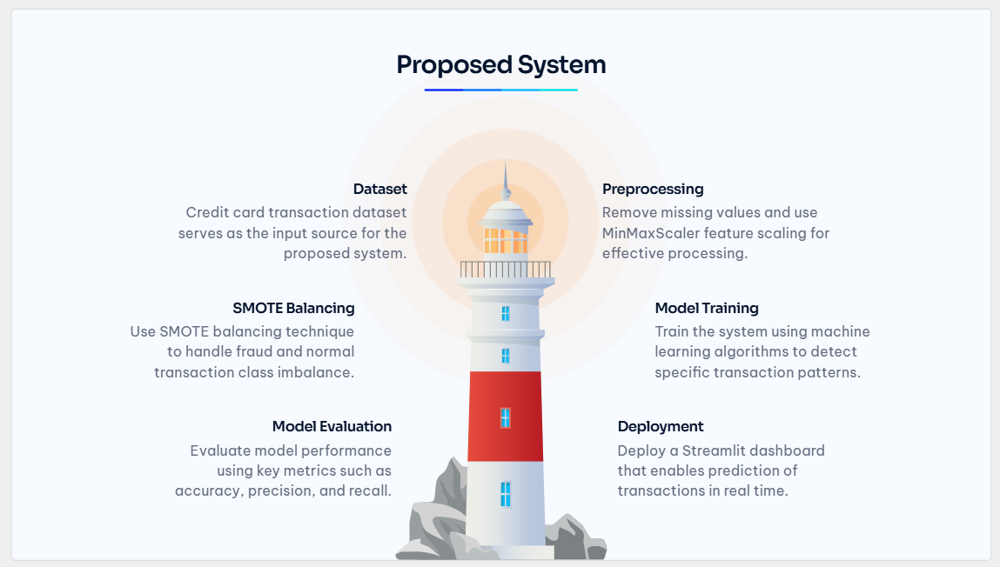 Proposed System
Dataset
Credit card transaction dataset
serves as the input source for the
proposed system.
Preprocessing
Remove missing values and use
MinMaxScaler feature scaling for
effective processing.
SMOTE Balancing
Use SMOTE balancing technique
to handle fraud and normal
transaction class imbalance.
Model Training
Train the system using machine
learning algorithms to detect
specific transaction patterns.
Model Evaluation
Evaluate model performance
using key metrics such as
accuracy, precision, and recall.
Deployment
Deploy a Streamlit dashboard
that enables prediction of
transactions in real time.